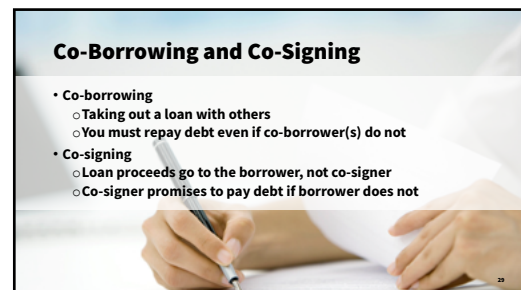 Co-Borrowing and Co-Signing
• Co-borrowing
○Taking out a loan with others
○You must repay debt even if co-borrower(s) do not
• Co-signing
○Loan proceeds go to the borrower, not co-signer
○Co-signer promises to pay debt if borrower does not
29